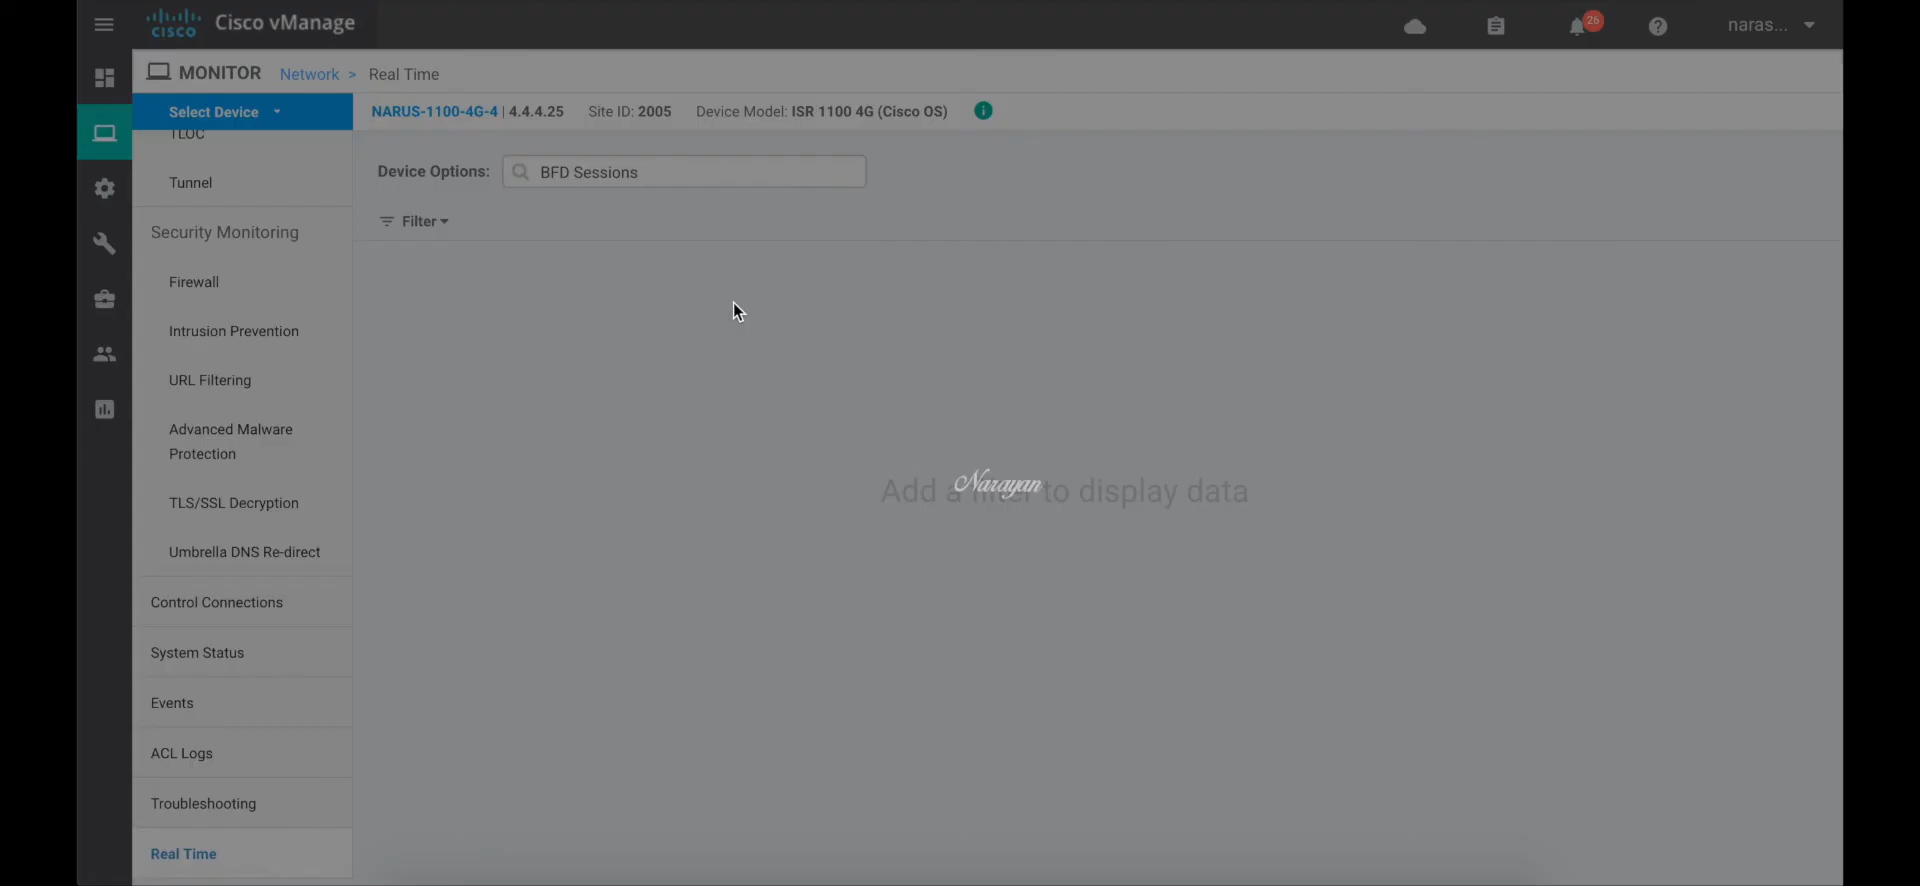 cisco Cisco vManage
26
naras...
MONITOR Network > Real Time
Select Device
NARUS-1100-4G-4 | 4.4.4.25 Site ID: 2005 Device Model: ISR 1100 4G (Cisco OS) i
TLOC
Tunnel
Security Monitoring
Firewall
Intrusion Prevention
URL Filtering
Advanced Malware
Protection
TLS/SSL Decryption
Umbrella DNS Re-direct
Control Connections
System Status
Events
ACL Logs
Troubleshooting
Real Time
Device Options: BFD Sessions
Filter
Add a filter to display data
Narayan